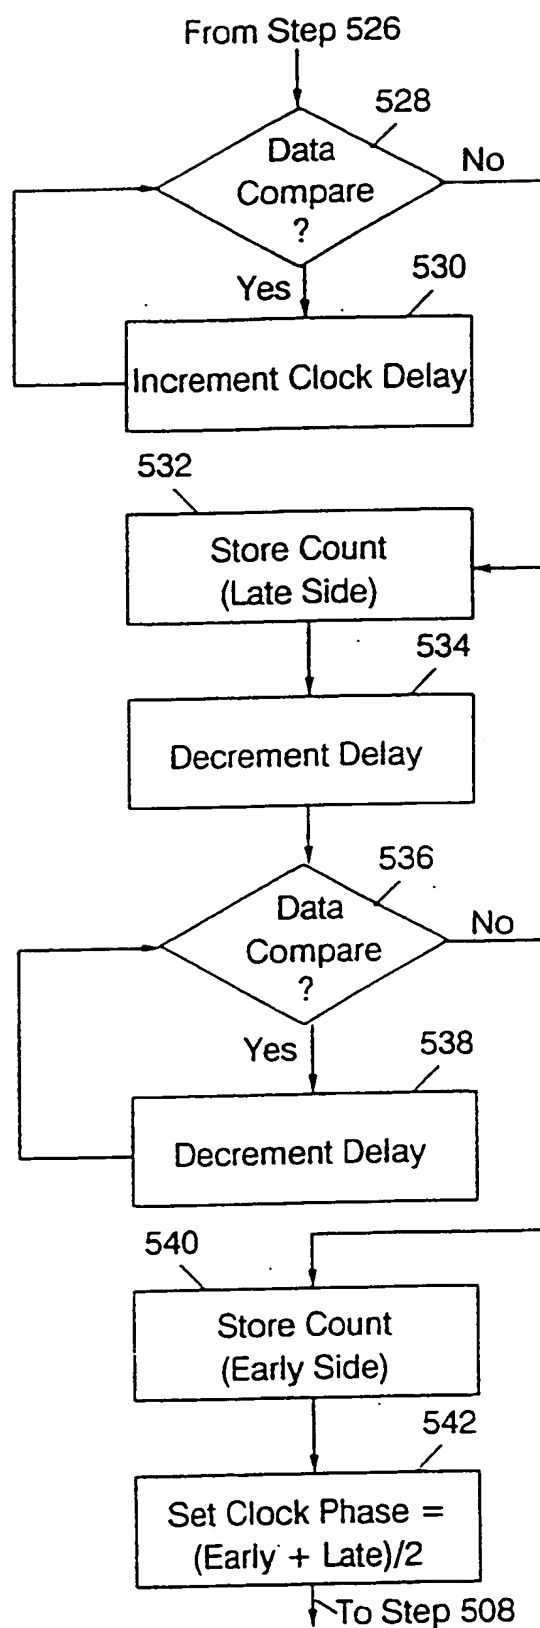 From Step 526
528
Data
Compare
?
No
Yes
530
Increment Clock Delay
532
Store Count
(Late Side)
534
Decrement Delay
536
Data
Compare
?
No
Yes
538
Decrement Delay
540
Store Count
(Early Side)
542
Set Clock Phase =
(Early + Late)/2
To Step 508